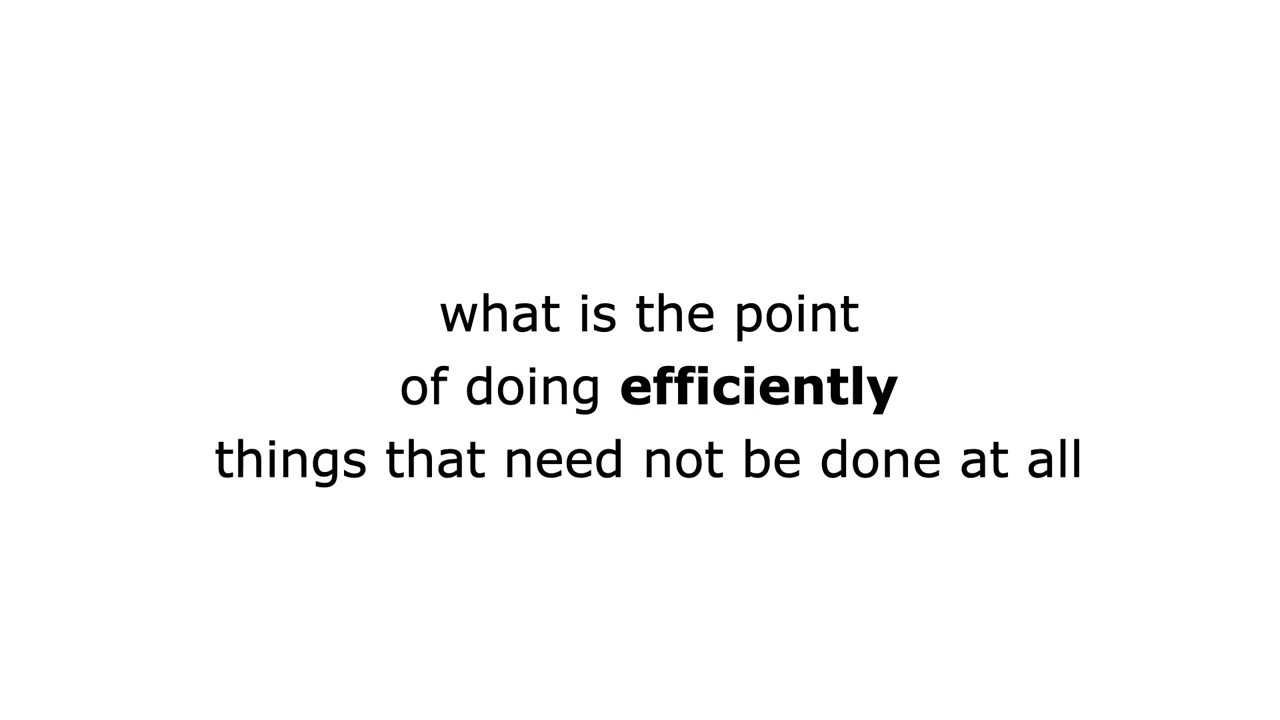 what is the point
of doing efficiently
things that need not be done at all